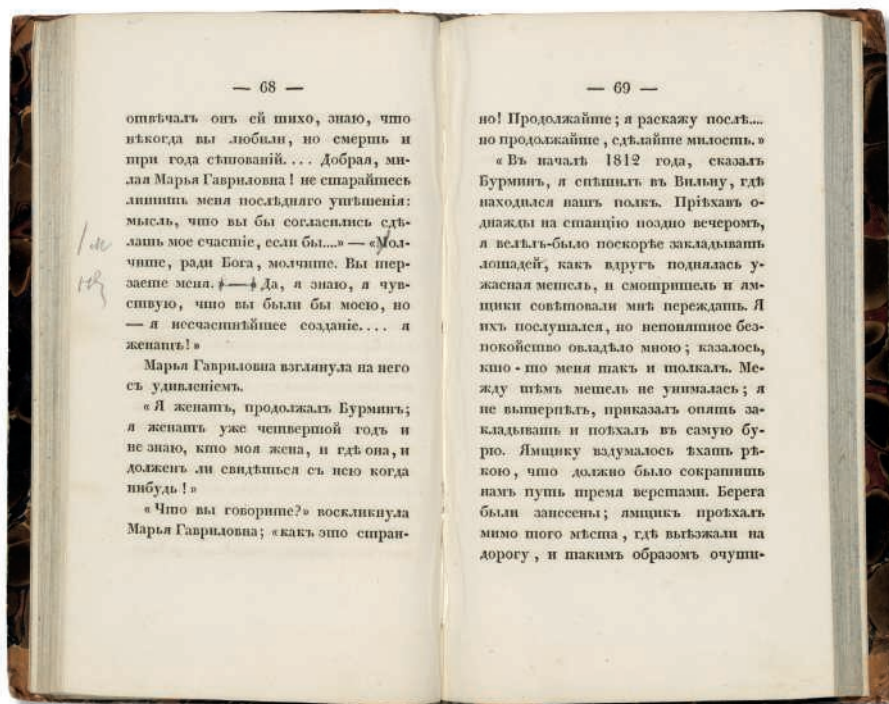 — 68 —
отвѣчалъ онъ ей тихо, знаю, что
нѣкогда вы любили, но смерть и
три года сѣтованій.... Добрая, ми-
лая Марья Гавриловна! не старайтесь
лишить меня послѣдняго утѣшенія:
мысль, что вы бы согласились сдѣ-
лать мое счастіе, если бы....» — «Мол-
чите, ради Бога, молчите. Вы тер-
заете меня. — Да, я знаю, я чув-
ствую, что вы были бы моею, но
— я несчастнѣйшее созданіе.... я
женатъ!»
Марья Гавриловна взглянула на него
съ удивленіемъ.
«Я женатъ, продолжалъ Бурминъ;
я женатъ уже четвертой годъ и
не знаю, кто моя жена, и гдѣ она, и
долженъ ли свидѣться съ нею когда
нибудь!»
«Что вы говорите?» воскликнула
Марья Гавриловна; «какъ это стран-
— 69 —
но! Продолжайте; я раскажу послѣ....
но продолжайте, сдѣлайте милость.»
«Въ началѣ 1812 года, сказалъ
Бурминъ, я спѣшилъ въ Вильну, гдѣ
находился нашъ полкъ. Пріѣхавъ о-
днажды на станцію поздно вечеромъ,
я велѣлъ-было поскорѣе закладывать
лошадей, какъ вдругъ поднялась у-
жасная метель, и смотритель и ям-
щики совѣтовали мнѣ переждать. Я
ихъ послушался, но непонятное без-
покойство овладѣло мною; казалось,
кто-то меня такъ и толкалъ. Ме-
жду тѣмъ метель не унималась; я
не вытерпѣлъ, приказалъ опять за-
кладывать и поѣхалъ въ самую бу-
рю. Ямщику вздумалось ѣхать рѣ-
кою, что должно было сократить
намъ путь тремя верстами. Берега
были занесены; ямщикъ проѣхалъ
мимо того мѣста, гдѣ выѣзжали на
дорогу, и такимъ образомъ очути-